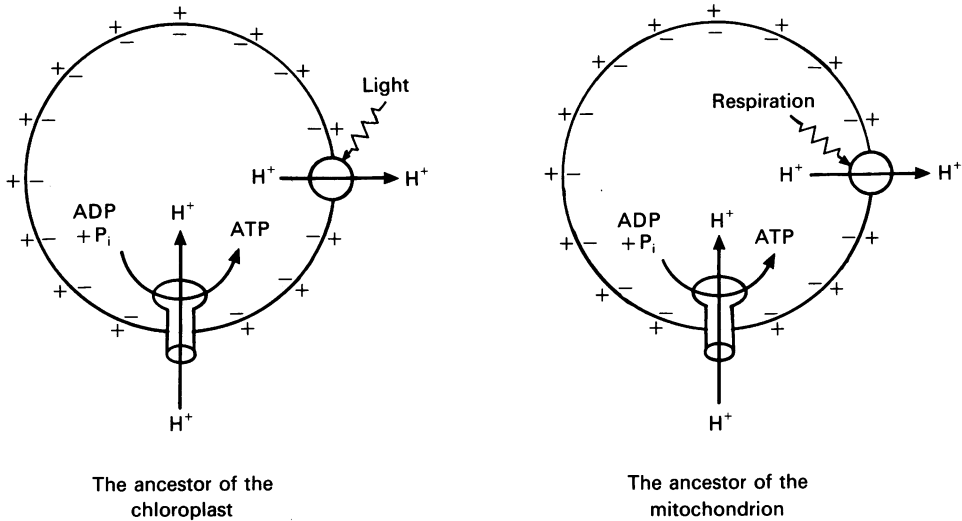 Light
H⁺
H⁺
ADP
+ Pᵢ
H⁺
ATP
H⁺
The ancestor of the
chloroplast
Respiration
H⁺
H⁺
ADP
+ Pᵢ
H⁺
ATP
H⁺
The ancestor of the
mitochondrion